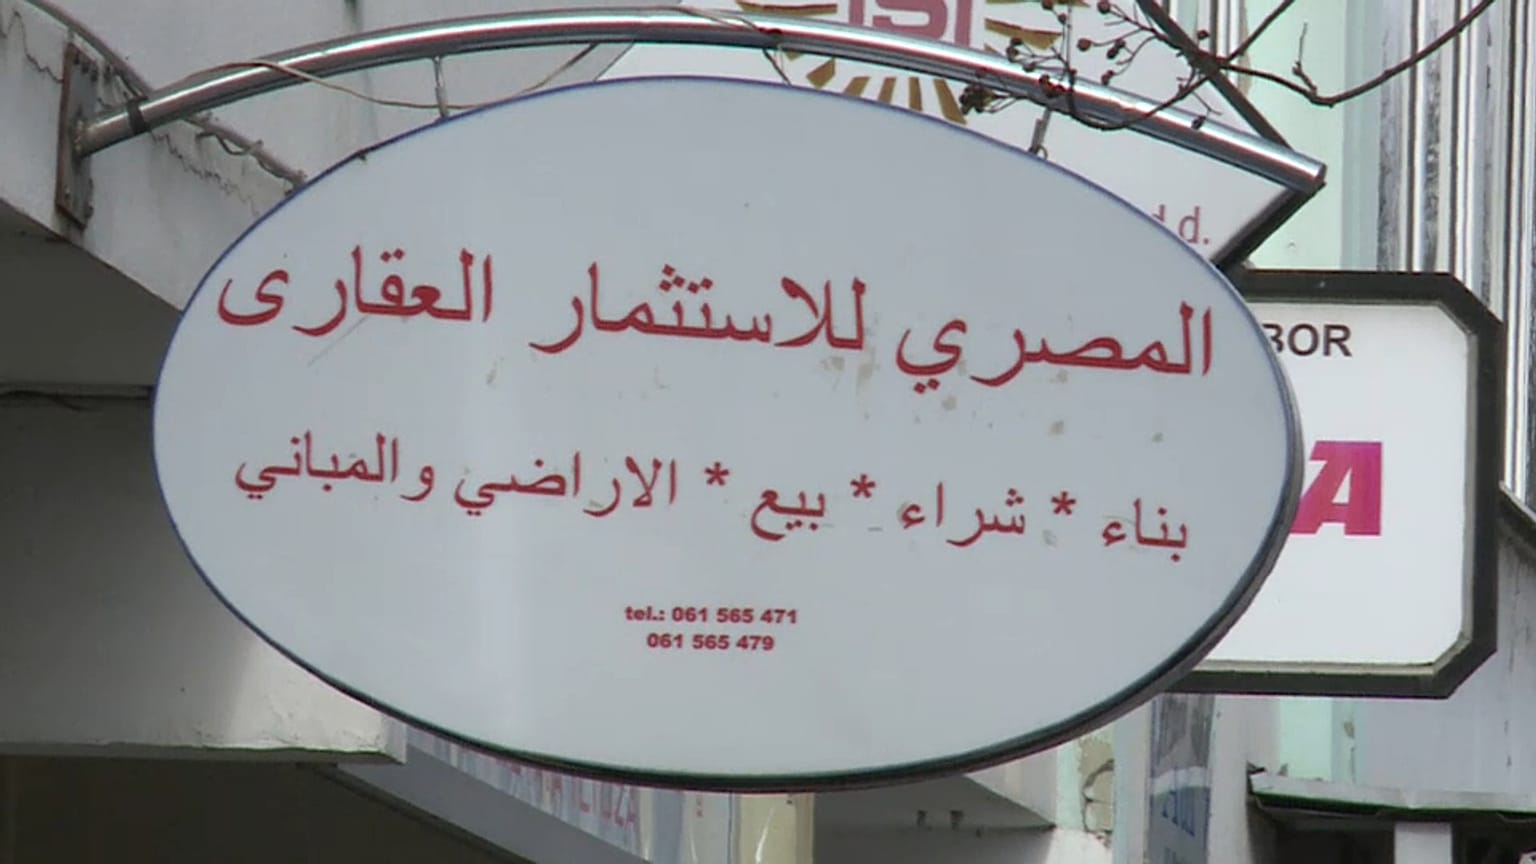 المصري للاستثمار العقارى
بناء * شراء * بيع * الاراضي والمباني
tel.: 061 565 471
061 565 479
d.d.
BOR
A